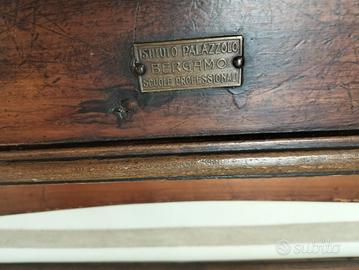 ISTITUTO PALAZZOLO
BERGAMO
SCUOLE PROFESSIONALI
subito